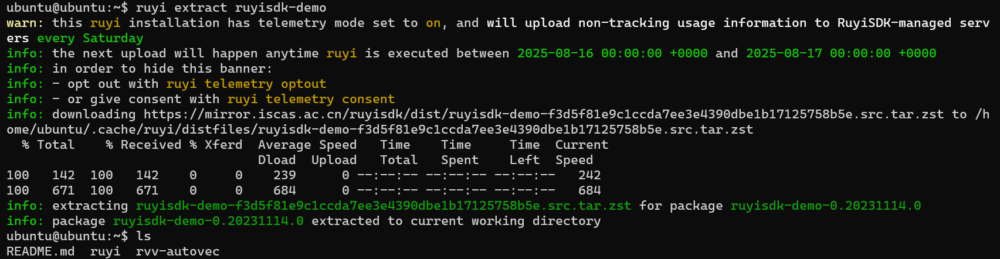 ubuntu@ubuntu:~$ ruyi extract ruyisdk-demo
warn: this ruyi installation has telemetry mode set to on, and will upload non-tracking usage information to RuyiSDK-managed serv
ers every Saturday
info: the next upload will happen anytime ruyi is executed between 2025-08-16 00:00:00 +0000 and 2025-08-17 00:00:00 +0000
info: in order to hide this banner:
info: - opt out with ruyi telemetry optout
info: - or give consent with ruyi telemetry consent
info: downloading https://mirror.iscas.ac.cn/ruyisdk/dist/ruyisdk-demo-f3d5f81e9c1ccda7ee3e4390dbe1b17125758b5e.src.tar.zst to /h
ome/ubuntu/.cache/ruyi/distfiles/ruyisdk-demo-f3d5f81e9c1ccda7ee3e4390dbe1b17125758b5e.src.tar.zst
  % Total    % Received % Xferd  Average Speed   Time    Time     Time  Current
                                 Dload  Upload   Total   Spent    Left  Speed
100   142  100   142    0     0    239      0 --:--:-- --:--:-- --:--:--   242
100   671  100   671    0     0    684      0 --:--:-- --:--:-- --:--:--   684
info: extracting ruyisdk-demo-f3d5f81e9c1ccda7ee3e4390dbe1b17125758b5e.src.tar.zst for package ruyisdk-demo-0.20231114.0
info: package ruyisdk-demo-0.20231114.0 extracted to current working directory
ubuntu@ubuntu:~$ ls
README.md  ruyi  rvv-autovec